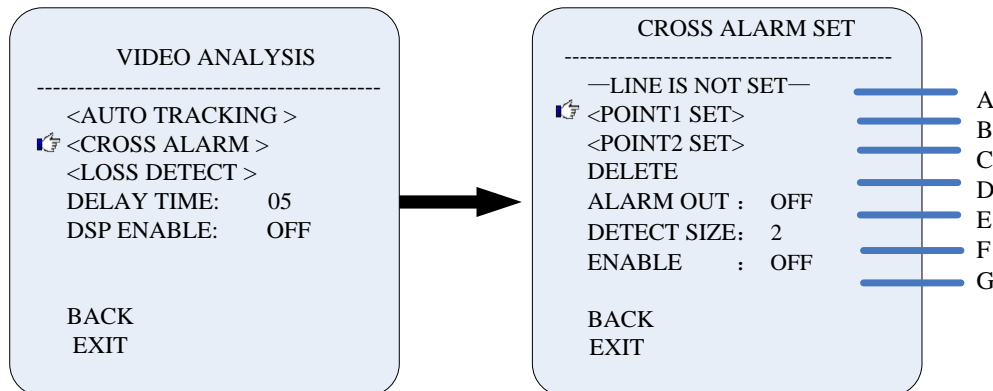 VIDEO ANALYSIS
------------------------------------------
<AUTO TRACKING >
<CROSS ALARM >
<LOSS DETECT >
DELAY TIME: 05
DSP ENABLE: OFF
BACK
EXIT
CROSS ALARM SET
----------------------------------------
—LINE IS NOT SET—
<POINT1 SET>
<POINT2 SET>
DELETE
ALARM OUT： OFF
DETECT SIZE： 2
ENABLE ： OFF
BACK
EXIT
A
B
C
D
E
F
G